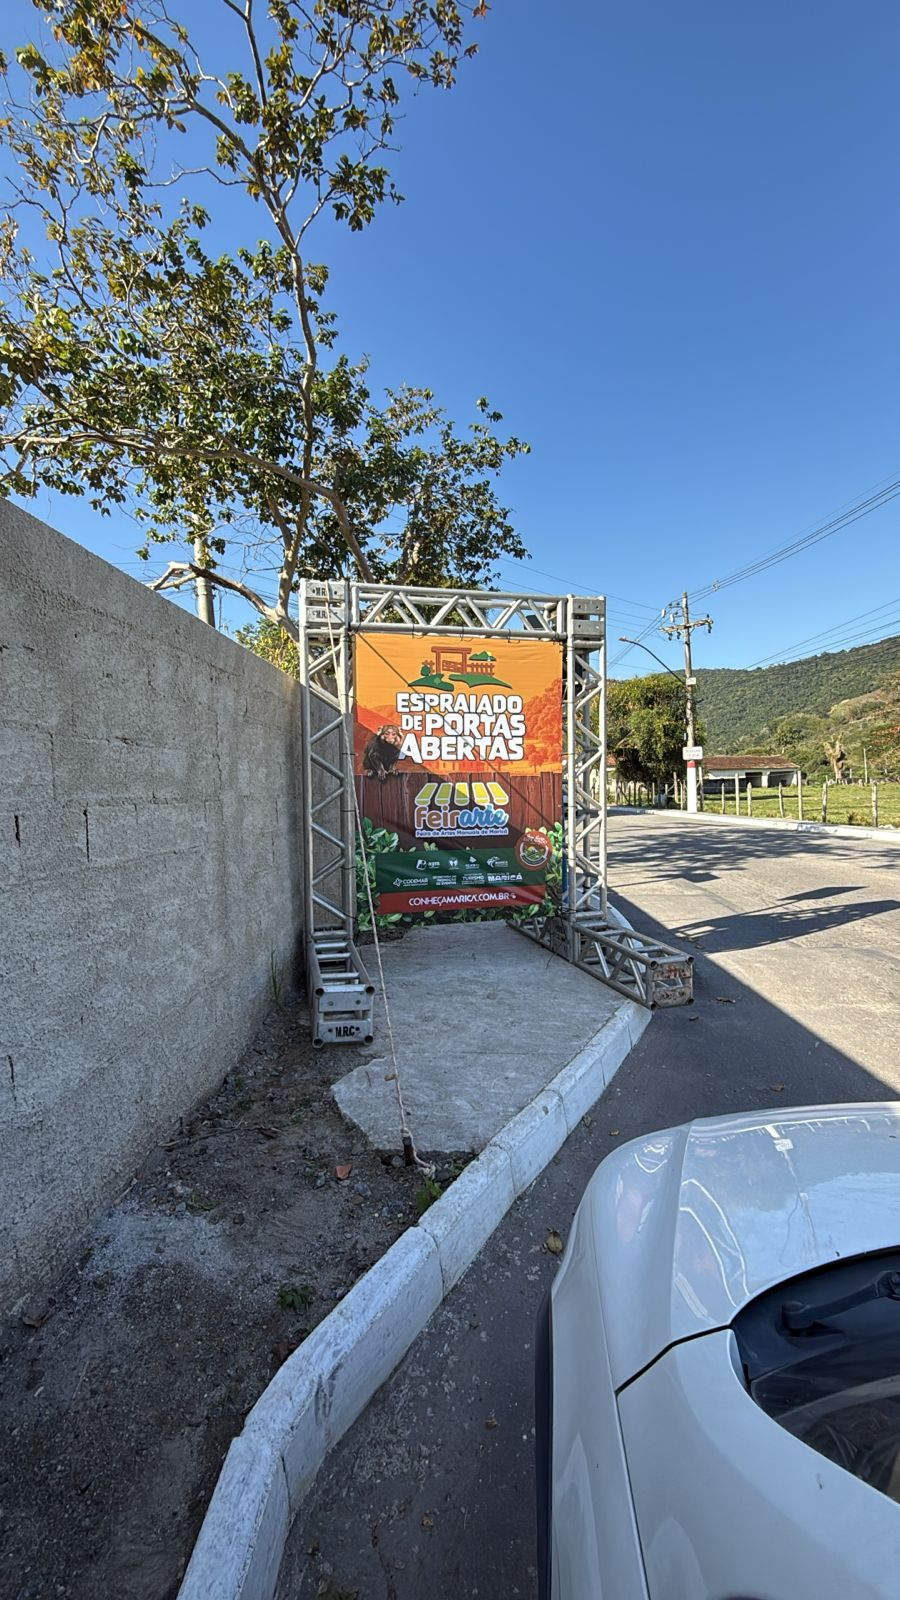 ESPRAIADO
DE PORTAS
ABERTAS
feirarte
Feira de Artes Manuais de Maricá
CODEMAR
TURISMO
MARICÁ
CONHEÇAMARICA.COM.BR
M.R.C